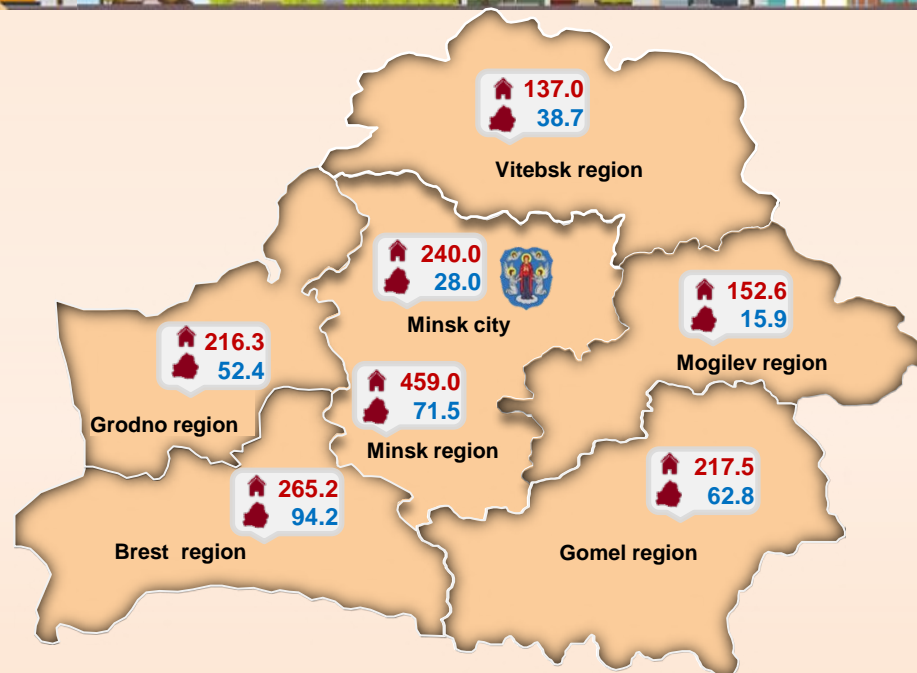 137.0
38.7
Vitebsk region
240.0
28.0
Minsk city
152.6
15.9
Mogilev region
216.3
52.4
Grodno region
459.0
71.5
Minsk region
217.5
62.8
Gomel region
265.2
94.2
Brest  region